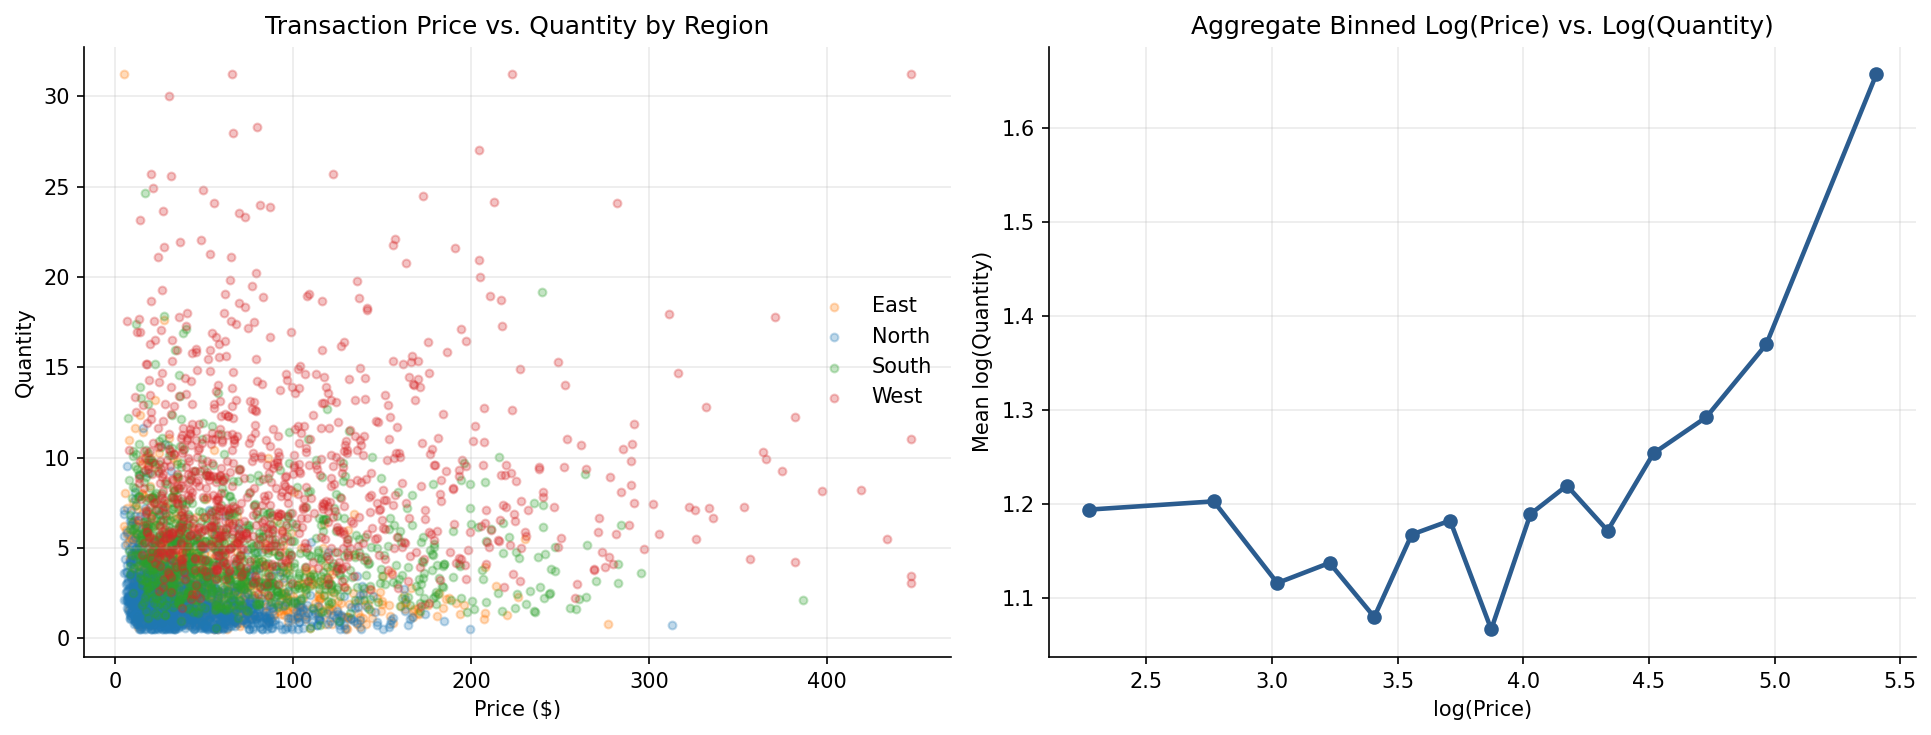 Transaction Price vs. Quantity by Region
Quantity
30
25
20
15
10
5
0
East
North
South
West
0 100 200 300 400
Price ($)
Aggregate Binned Log(Price) vs. Log(Quantity)
Mean log(Quantity)
1.6
1.5
1.4
1.3
1.2
1.1
2.5 3.0 3.5 4.0 4.5 5.0 5.5
log(Price)